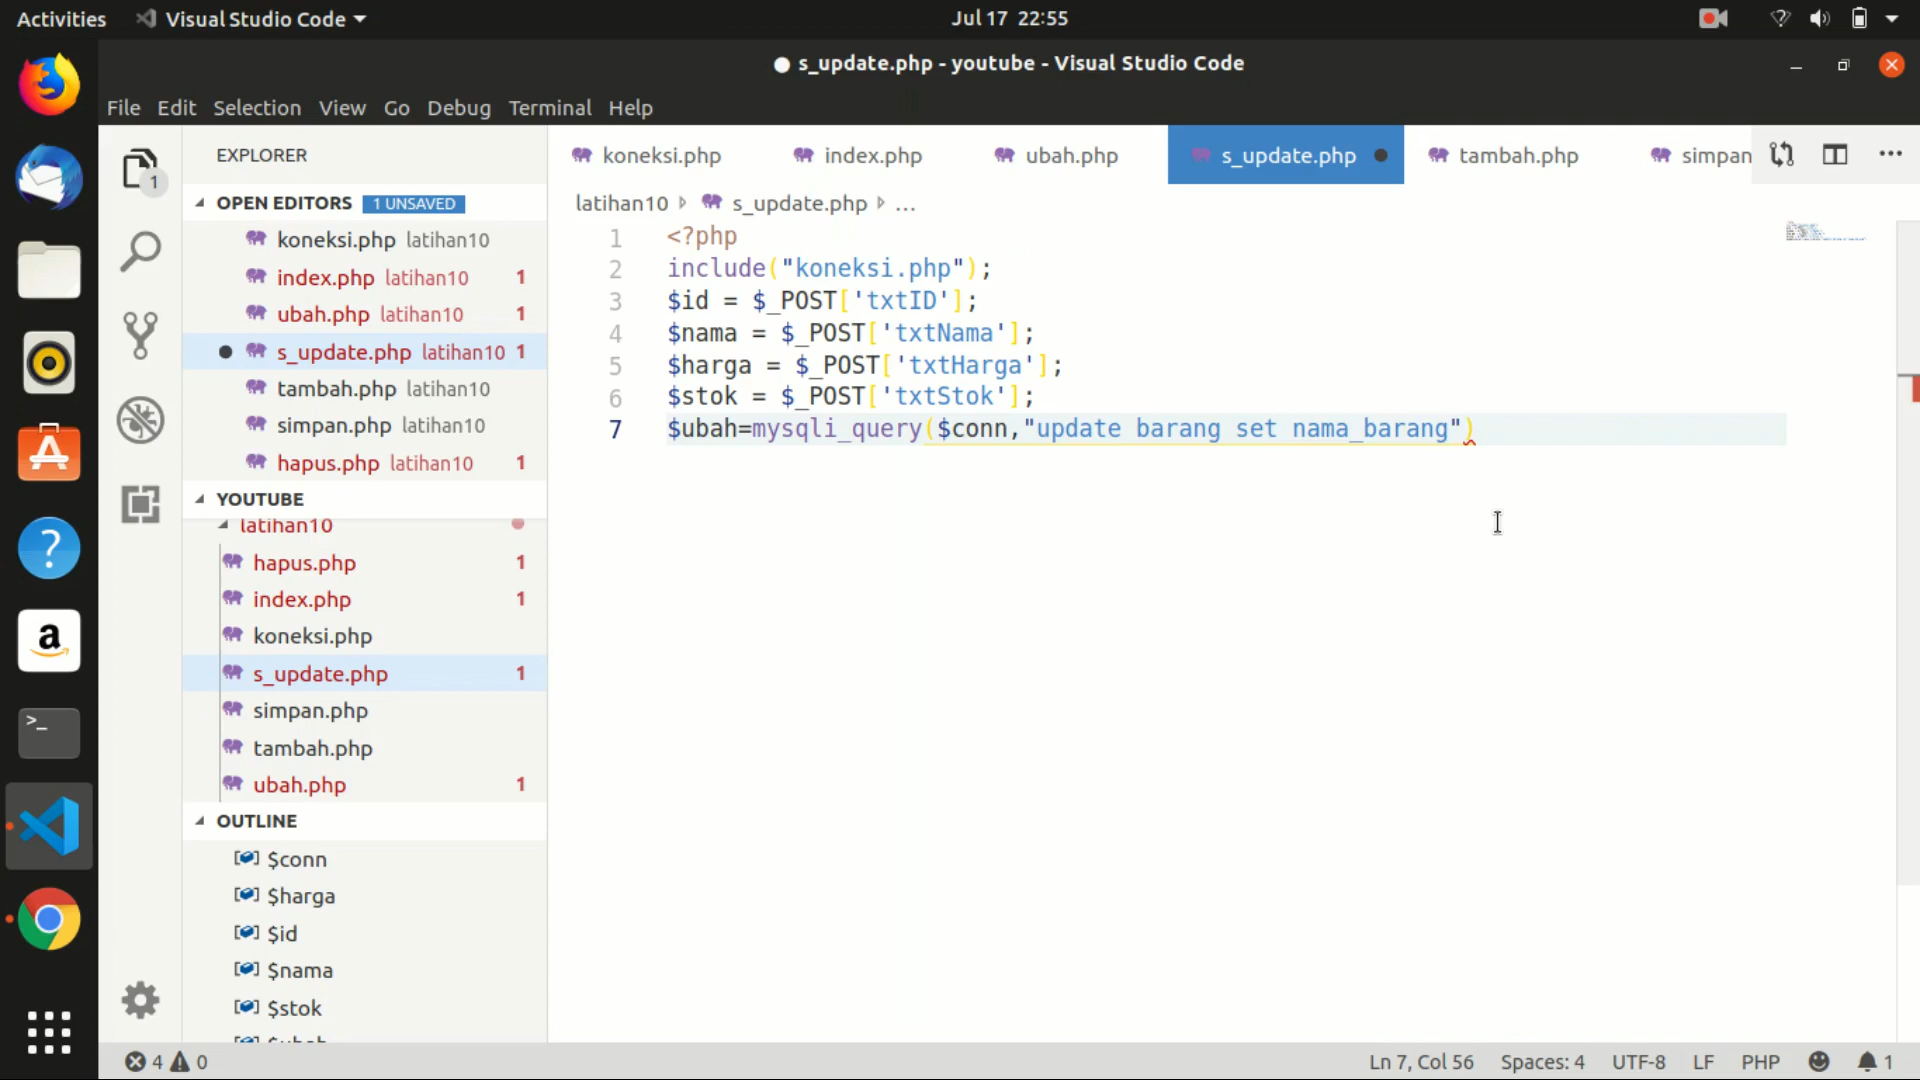 Activities Visual Studio Code Jul 17 22:55
s_update.php - youtube - Visual Studio Code
File Edit Selection View Go Debug Terminal Help
EXPLORER
1
OPEN EDITORS 1 UNSAVED
koneksi.php latihan10
index.php latihan10 1
ubah.php latihan10 1
s_update.php latihan10 1
tambah.php latihan10
simpan.php latihan10
hapus.php latihan10 1
YOUTUBE
latihan10
hapus.php 1
index.php 1
koneksi.php
s_update.php 1
simpan.php
tambah.php
ubah.php 1
OUTLINE
$conn
$harga
$id
$nama
$stok
$ubah
koneksi.php index.php ubah.php s_update.php tambah.php simpan
latihan10 s_update.php ...
1 <?php
2 include("koneksi.php");
3 $id = $_POST['txtID'];
4 $nama = $_POST['txtNama'];
5 $harga = $_POST['txtHarga'];
6 $stok = $_POST['txtStok'];
7 $ubah=mysqli_query($conn,"update barang set nama_barang")
4 0 Ln 7, Col 56 Spaces: 4 UTF-8 LF PHP 1